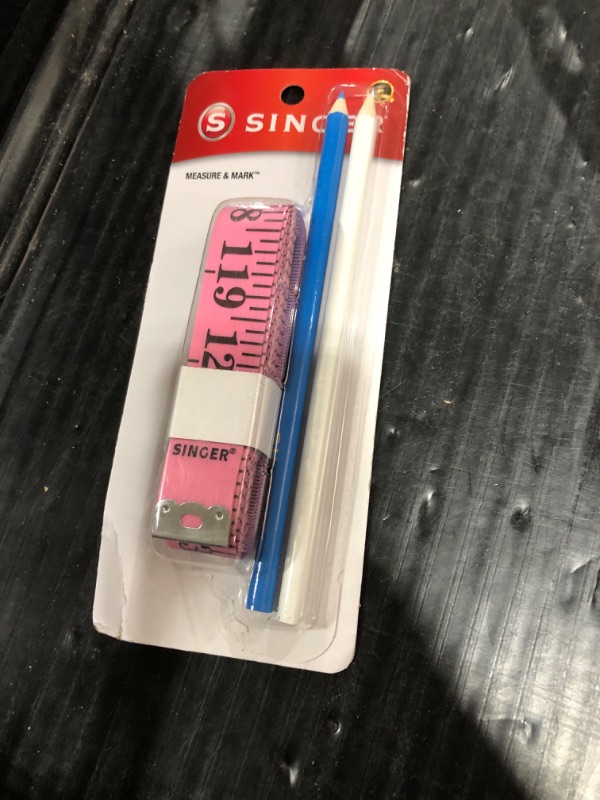 S SINGER
MEASURE & MARK™
8
119
12
SINGER®